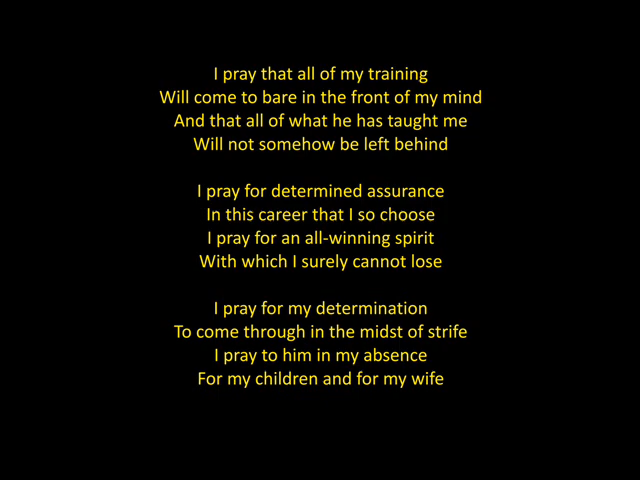 I pray that all of my training
Will come to bare in the front of my mind
And that all of what he has taught me
Will not somehow be left behind
I pray for determined assurance
In this career that I so choose
I pray for an all-winning spirit
With which I surely cannot lose
I pray for my determination
To come through in the midst of strife
I pray to him in my absence
For my children and for my wife